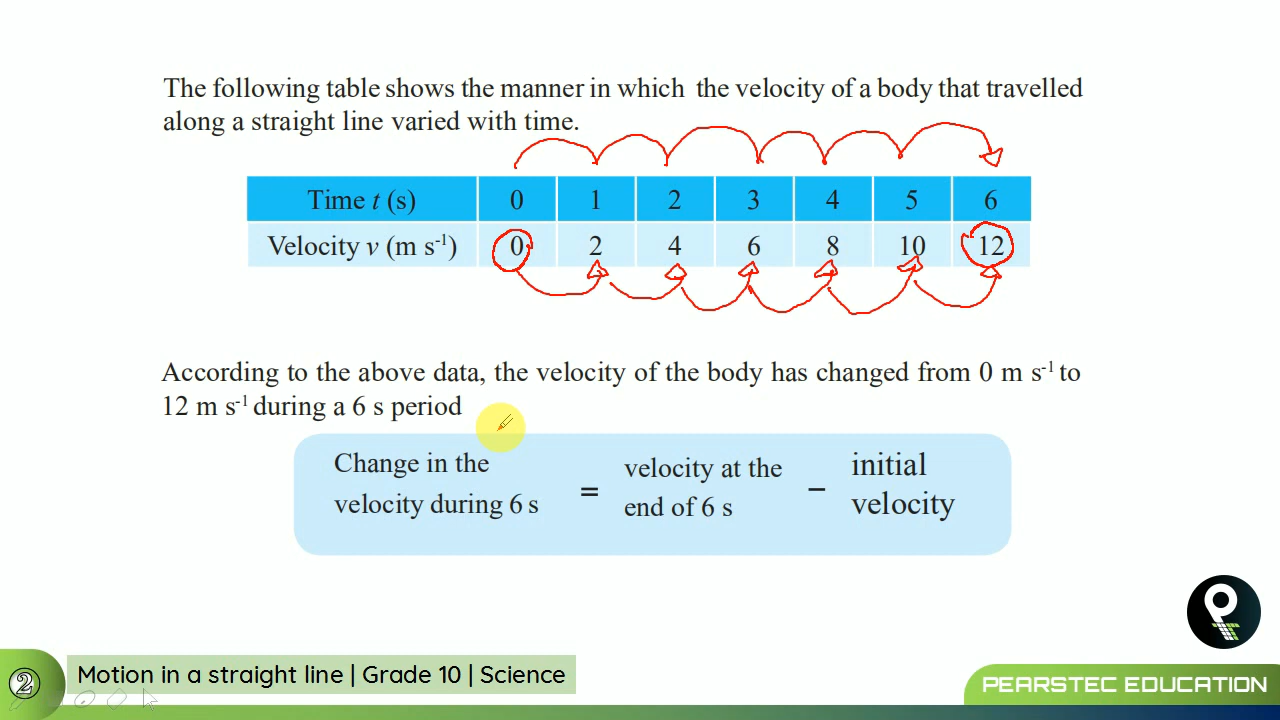 The following table shows the manner in which the velocity of a body that travelled
along a straight line varied with time.
Time t (s) 0 1 2 3 4 5 6
Velocity v (m s⁻¹) 0 2 4 6 8 10 12
According to the above data, the velocity of the body has changed from 0 m s⁻¹ to
12 m s⁻¹ during a 6 s period
Change in the
velocity during 6 s
=
velocity at the
end of 6 s
–
initial
velocity
2
Motion in a straight line | Grade 10 | Science
PEARSTEC EDUCATION